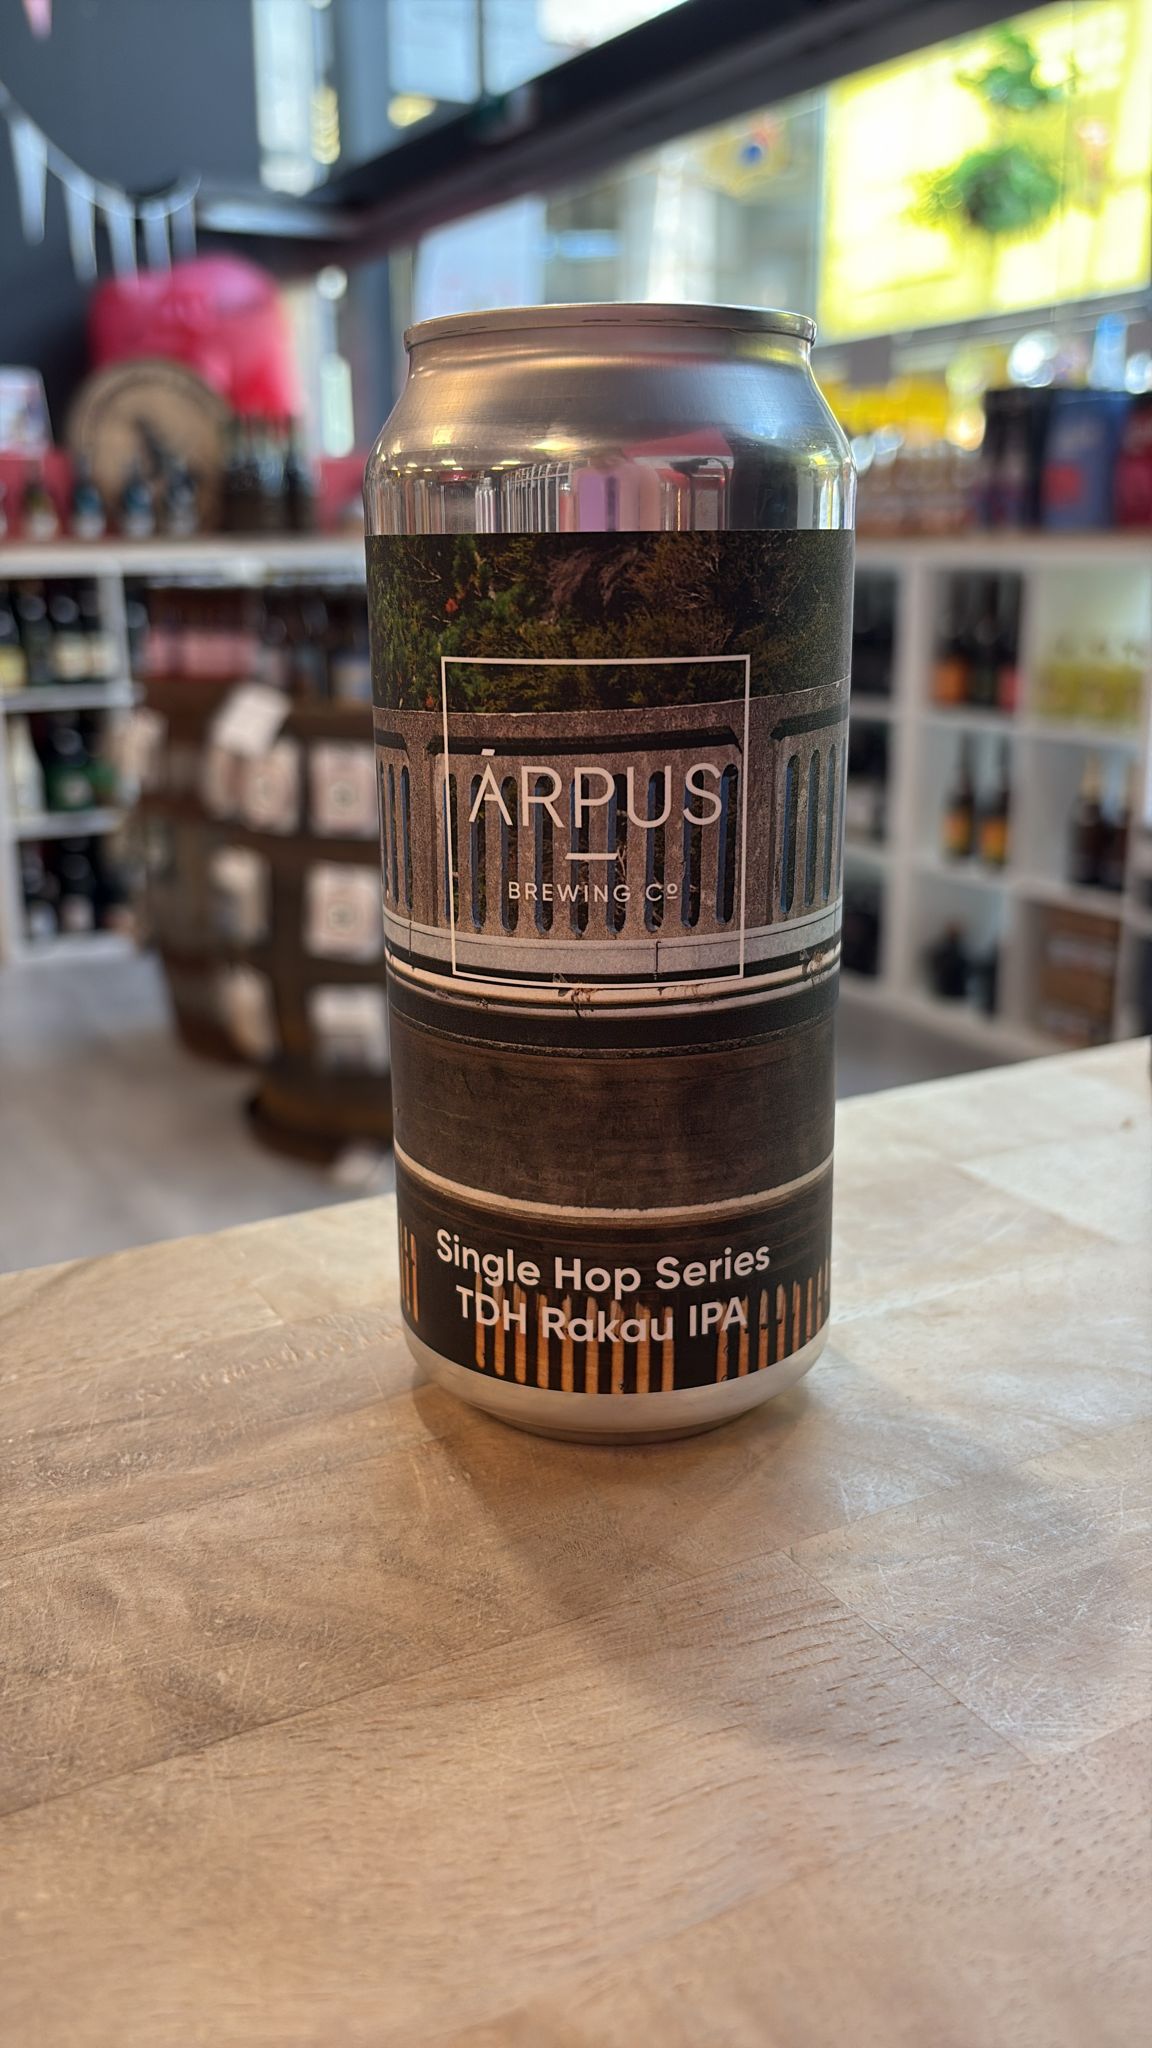 ÁRPUS
BREWING Cº
Single Hop Series
TDH Rakau IPA